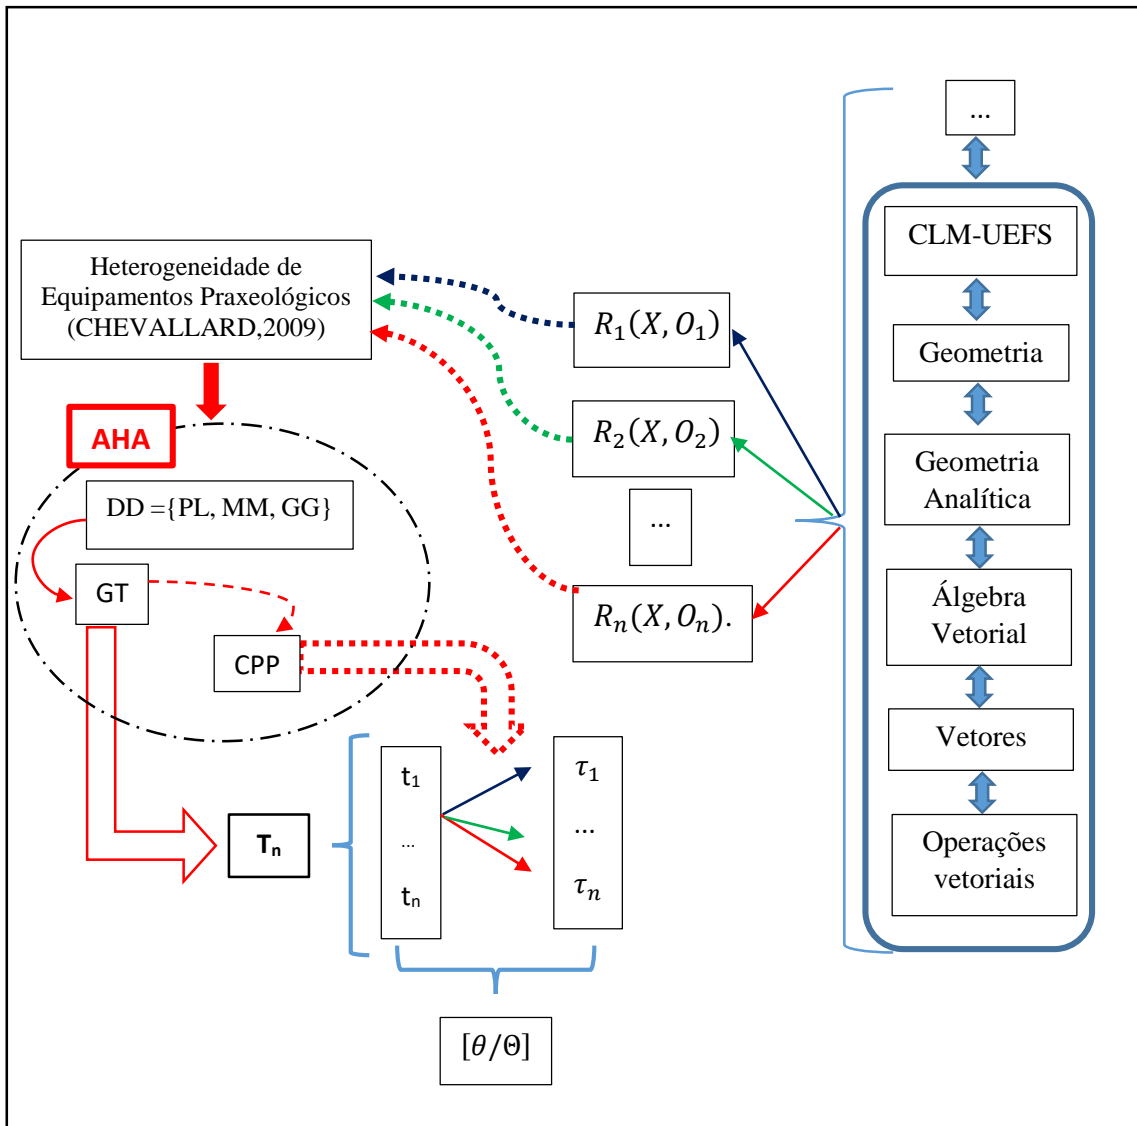 ...
CLM-UEFS
Geometria
Geometria
Analítica
Álgebra
Vetorial
Vetores
Operações
vetoriais
Heterogeneidade de
Equipamentos Praxeológicos
(CHEVALLARD,2009)
R₁(X, O₁)
R₂(X, O₂)
...
Rₙ(X, Oₙ).
AHA
DD ={PL, MM, GG}
GT
CPP
Tₙ
t₁
...
tₙ
τ₁
...
τₙ
[θ/Θ]